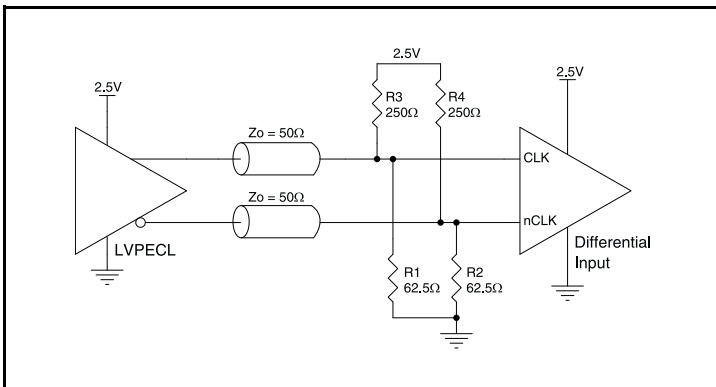 2.5V
2.5V
2.5V
R3
250Ω
R4
250Ω
Zo = 50Ω
CLK
Zo = 50Ω
nCLK
LVPECL
Differential
Input
R1
62.5Ω
R2
62.5Ω